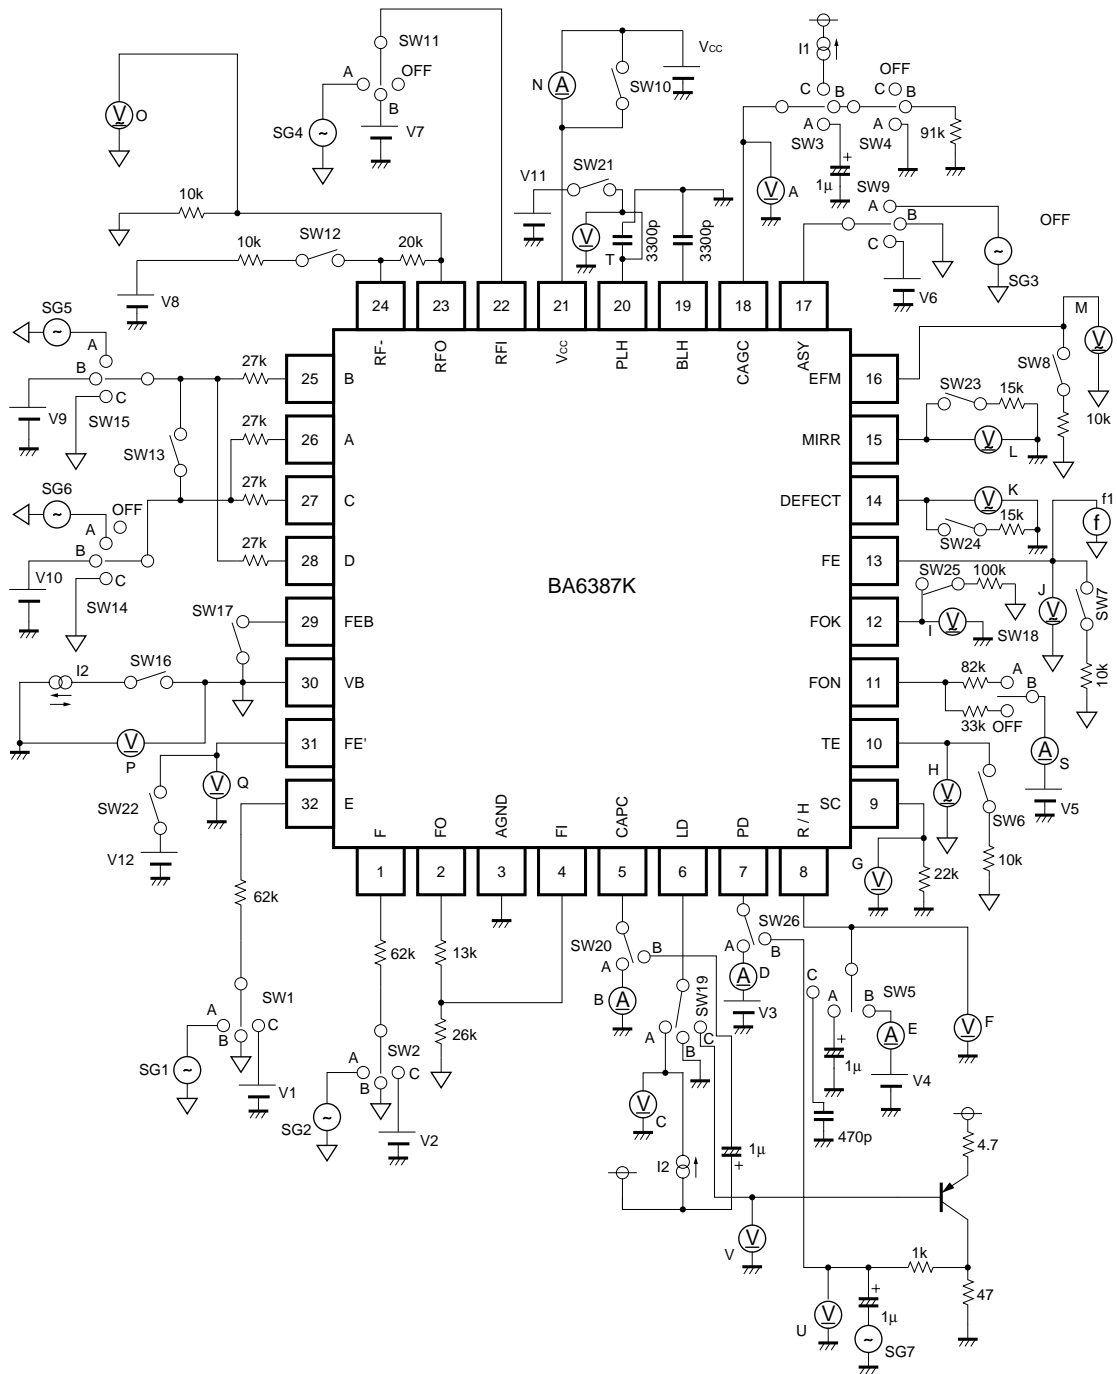 SW11
A
OFF
B
SG4
V7
O
N
A
SW10
Vcc
I1
C
B
A
SW3
OFF
C
B
A
SW4
91k
1μ
+
V
A
SW9
A
B
C
OFF
SG3
V6
V11
SW21
V
T
3300p
3300p
10k
10k
SW12
20k
V8
24
23
22
21
20
19
18
17
RF-
RFO
RFI
Vcc
PLH
BLH
CAGC
ASY
SG5
A
B
C
V9
SW15
SW13
SG6
OFF
A
B
C
V10
SW14
27k
27k
27k
27k
25
B
26
A
27
C
28
D
29
FEB
30
VB
31
FE'
32
E
SW17
I2
SW16
V
P
V
Q
SW22
V12
BA6387K
EFM
16
MIRR
15
DEFECT
14
FE
13
FOK
12
FON
11
TE
10
SC
9
M
V
SW8
10k
SW23
15k
V
L
V
K
15k
SW24
f1
f
SW25
100k
I
V
SW18
J
V
SW7
10k
82k
A
B
33k
OFF
A
S
V5
H
V
SW6
10k
G
V
22k
F
FO
AGND
FI
CAPC
LD
PD
R / H
1
2
3
4
5
6
7
8
62k
62k
13k
26k
A
B
C
SW1
SG1
V1
A
B
C
SW2
SG2
V2
SW20
A
B
B
A
SW19
A
B
C
V
C
I2
1μ
+
SW26
A
B
A
D
V3
C
A
B
SW5
+
1μ
470p
A
E
V4
V
F
4.7
V
V
1k
47
U
V
+
1μ
SG7